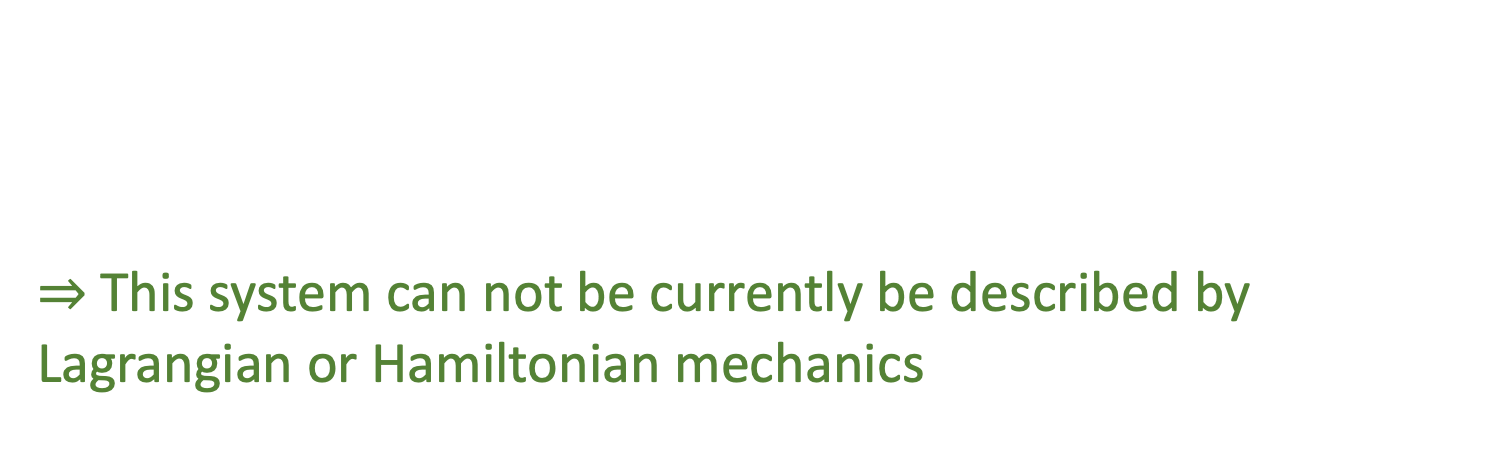 ⇒ This system can not be currently be described by
Lagrangian or Hamiltonian mechanics